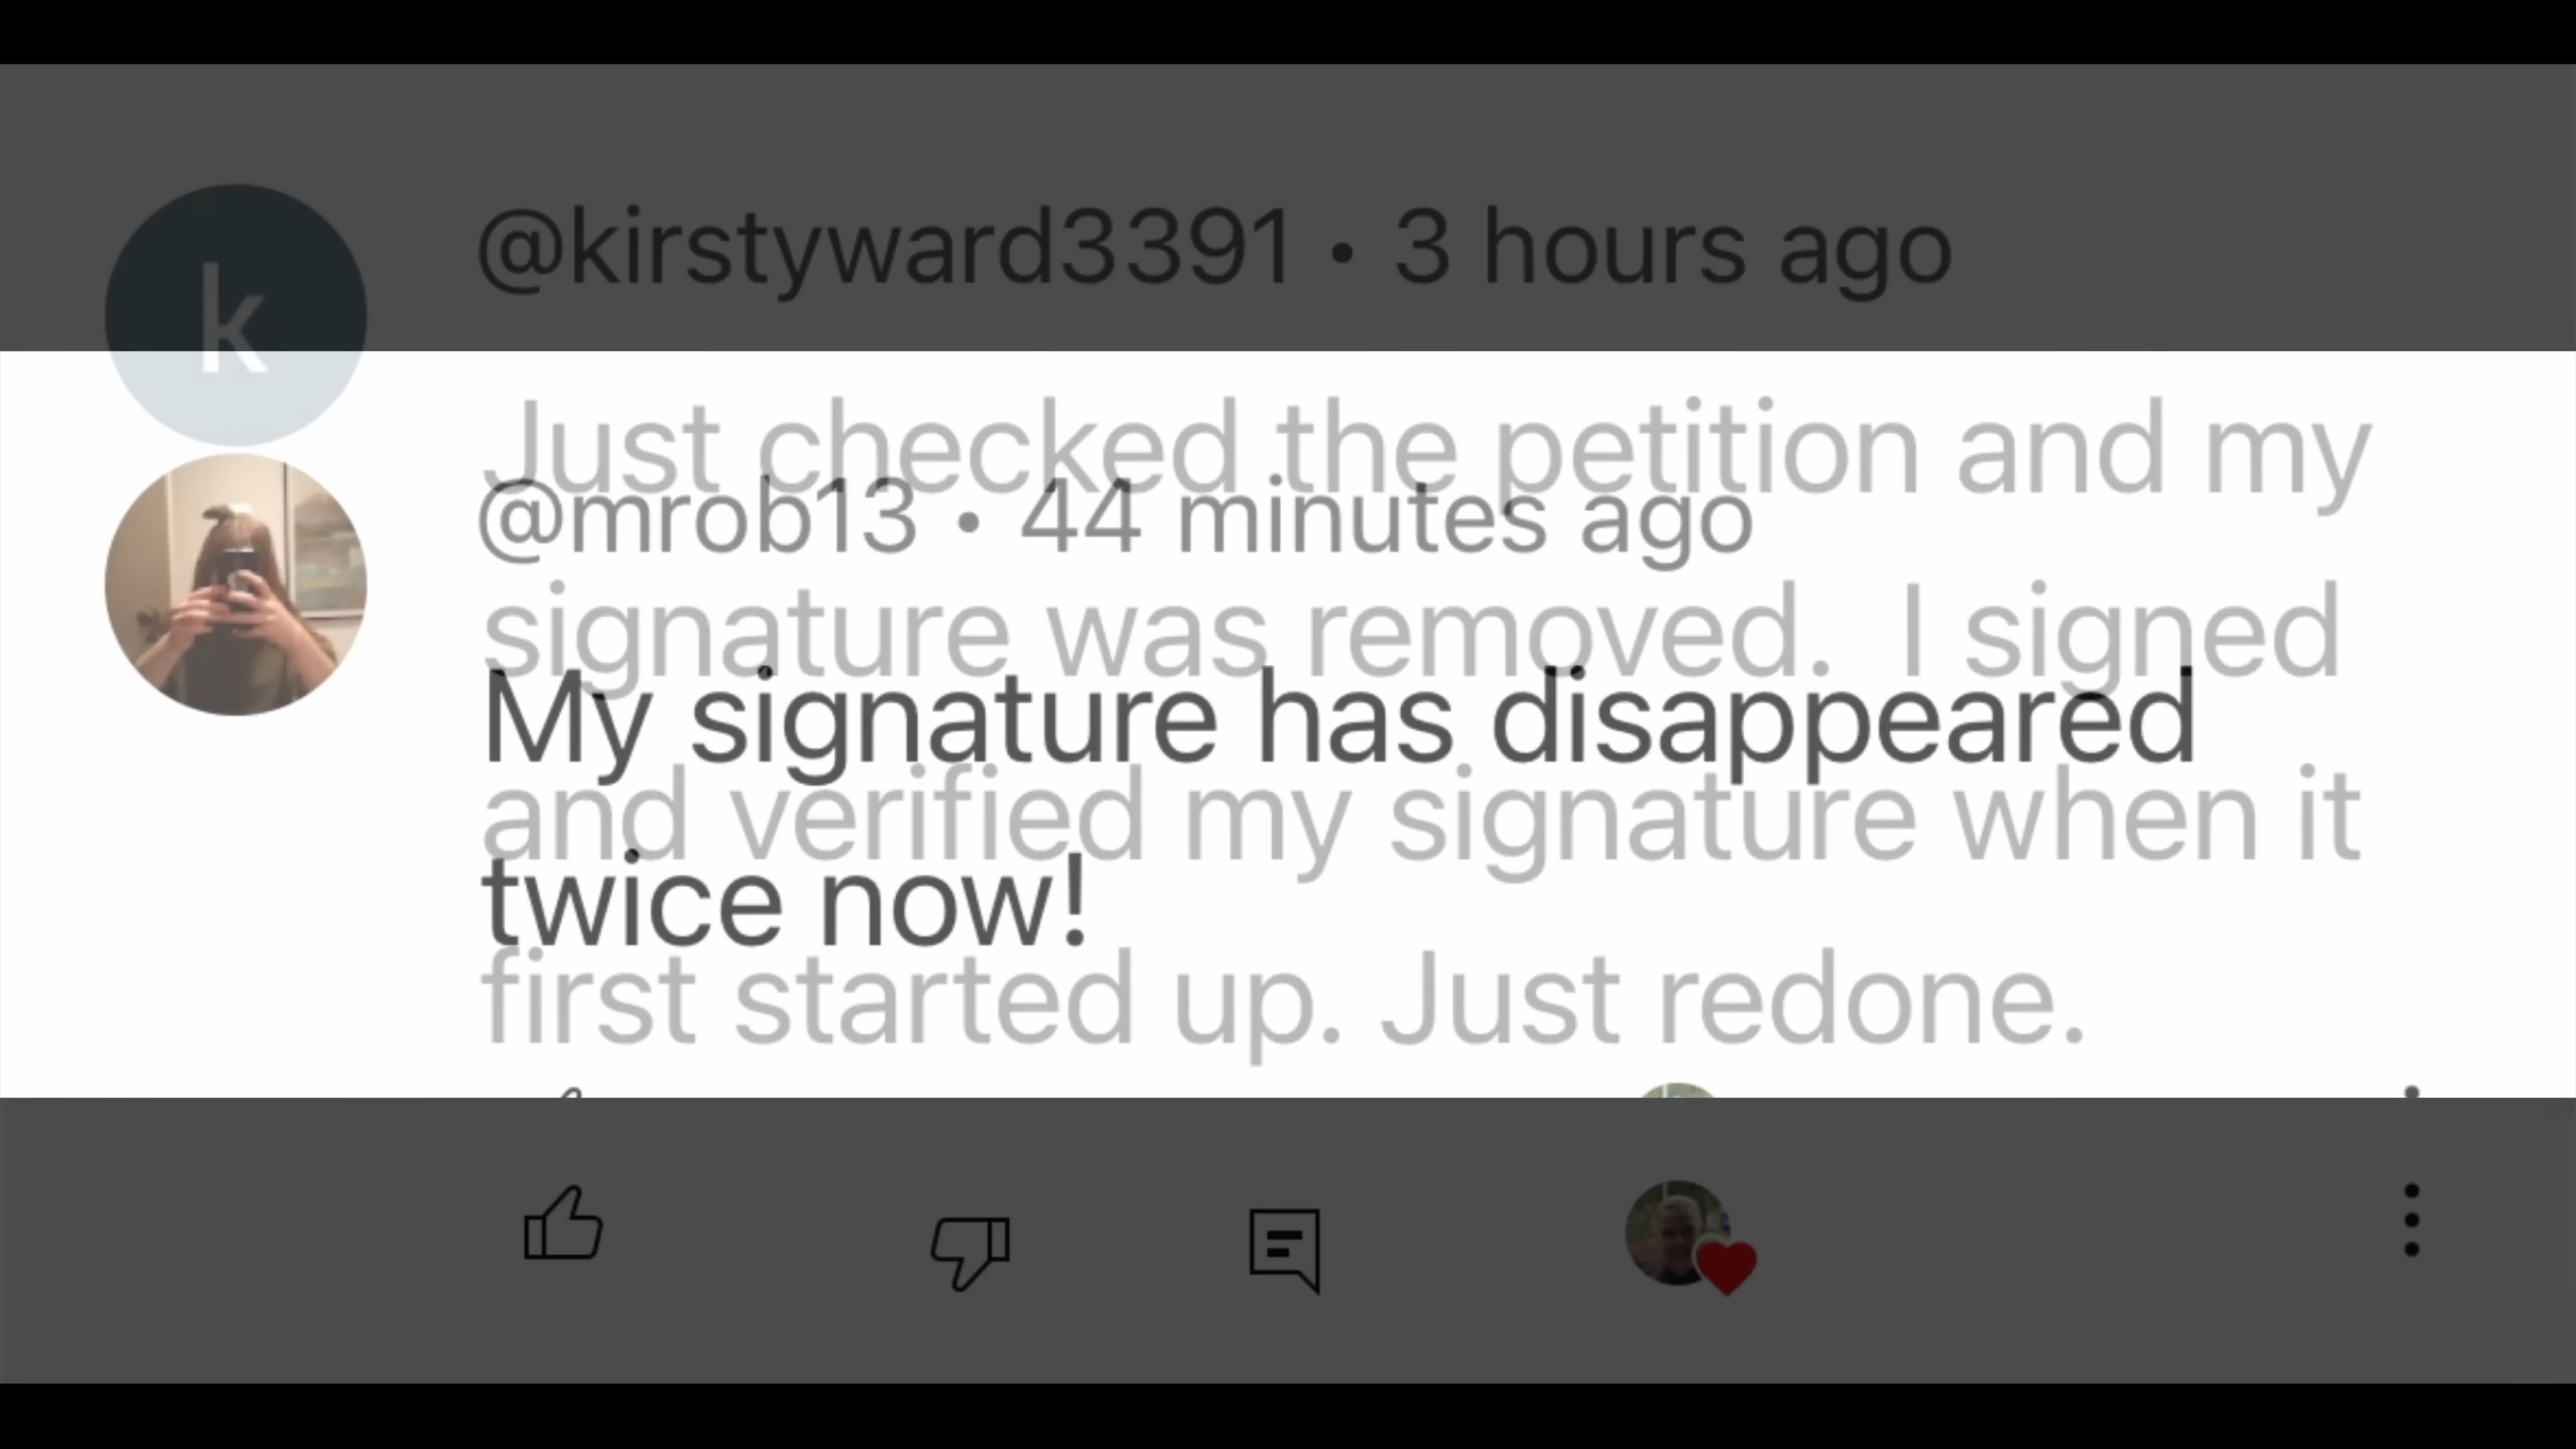 k
@kirstyward3391 • 3 hours ago
Just checked the petition and my
signature was removed.  I signed
and verified my signature when it
first started up. Just redone.
@mrob13 • 44 minutes ago
My signature has disappeared
twice now!